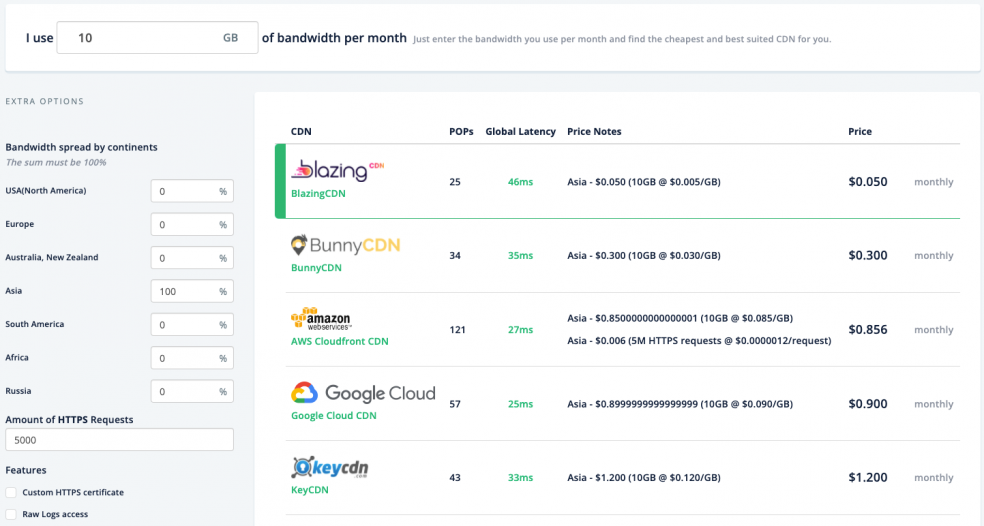 I use 10 GB of bandwidth per month Just enter the bandwidth you use per month and find the cheapest and best suited CDN for you.
EXTRA OPTIONS
Bandwidth spread by continents
The sum must be 100%
USA(North America) 0 %
Europe 0 %
Australia, New Zealand 0 %
Asia 100 %
South America 0 %
Africa 0 %
Russia 0 %
Amount of HTTPS Requests
5000
Features
Custom HTTPS certificate
Raw Logs access
CDN POPs Global Latency Price Notes Price
blazing CDN
BlazingCDN 25 46ms Asia - $0.050 (10GB @ $0.005/GB) $0.050 monthly
BunnyCDN
BunnyCDN 34 35ms Asia - $0.300 (10GB @ $0.030/GB) $0.300 monthly
amazon
webservices™
AWS Cloudfront CDN 121 27ms Asia - $0.8500000000000001 (10GB @ $0.085/GB)
Asia - $0.006 (5M HTTPS requests @ $0.0000012/request) $0.856 monthly
Google Cloud
Google Cloud CDN 57 25ms Asia - $0.8999999999999999 (10GB @ $0.090/GB) $0.900 monthly
keycdn
.com
KeyCDN 43 33ms Asia - $1.200 (10GB @ $0.120/GB) $1.200 monthly